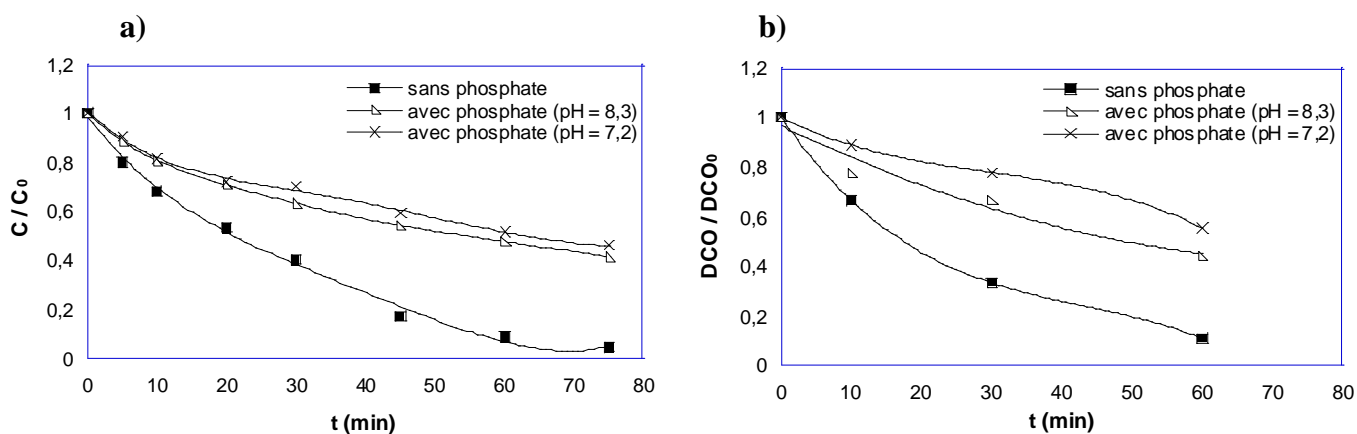 a)
1,2
1
0,8
0,6
0,4
0,2
0
C / C₀
0 10 20 30 40 50 60 70 80
t (min)
sans phosphate
avec phosphate (pH = 8,3)
avec phosphate (pH = 7,2)
b)
1,2
1
0,8
0,6
0,4
0,2
0
DCO / DCO₀
0 10 20 30 40 50 60 70 80
t (min)
sans phosphate
avec phosphate (pH = 8,3)
avec phosphate (pH = 7,2)